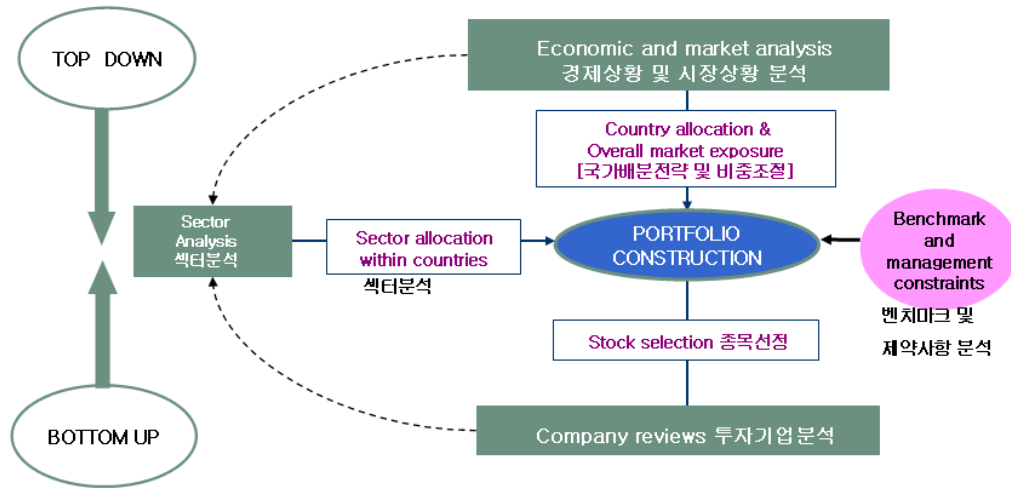 TOP DOWN
Economic and market analysis
경제상황 및 시장상황 분석
Country allocation &
Overall market exposure
[국가배분전략 및 비중조절]
Sector
Analysis
섹터분석
Sector allocation
within countries
섹터분석
PORTFOLIO
CONSTRUCTION
Benchmark
and
management
constraints
벤치마크 및
제약사항 분석
Stock selection 종목선정
BOTTOM UP
Company reviews 투자기업분석